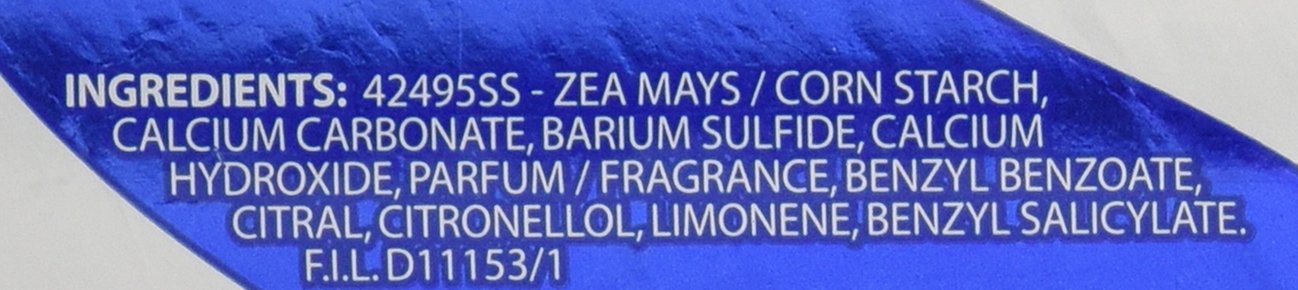 INGREDIENTS: 42495SS - ZEA MAYS / CORN STARCH,
CALCIUM CARBONATE, BARIUM SULFIDE, CALCIUM
HYDROXIDE, PARFUM / FRAGRANCE, BENZYL BENZOATE,
CITRAL, CITRONELLOL, LIMONENE, BENZYL SALICYLATE.
F.I.L. D11153/1